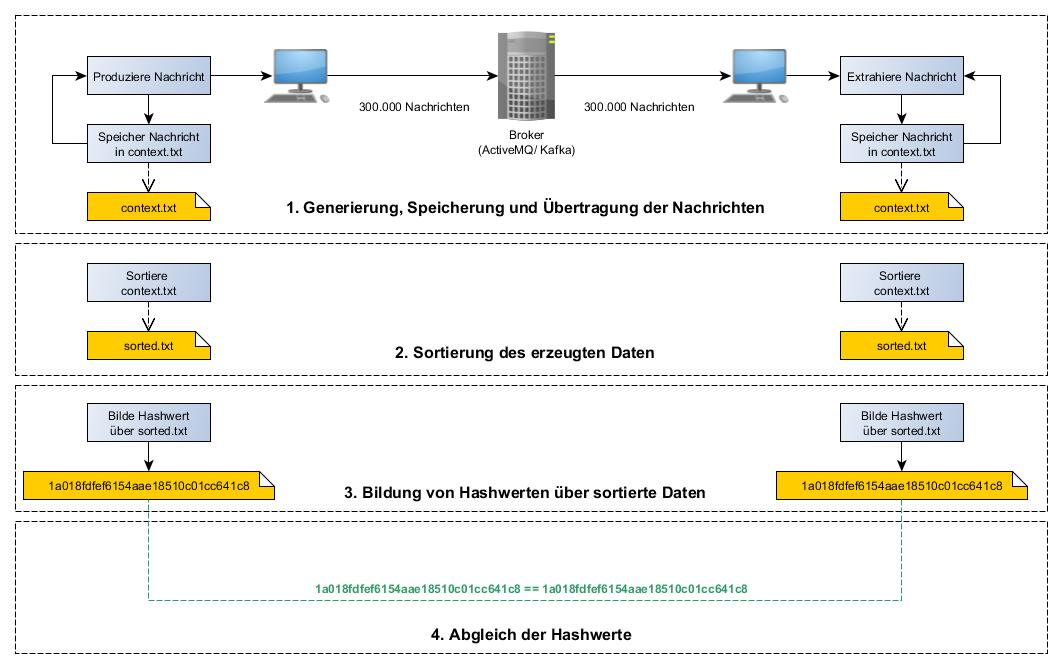 Produziere Nachricht
Extrahiere Nachricht
300.000 Nachrichten
300.000 Nachrichten
Speicher Nachricht
in context.txt
Broker
(ActiveMQ/ Kafka)
Speicher Nachricht
in context.txt
context.txt
1. Generierung, Speicherung und Übertragung der Nachrichten
context.txt
Sortiere
context.txt
Sortiere
context.txt
sorted.txt
2. Sortierung des erzeugten Daten
sorted.txt
Bilde Hashwert
über sorted.txt
Bilde Hashwert
über sorted.txt
1a018fdfef6154aae18510c01cc641c8
3. Bildung von Hashwerten über sortierte Daten
1a018fdfef6154aae18510c01cc641c8
1a018fdfef6154aae18510c01cc641c8 == 1a018fdfef6154aae18510c01cc641c8
4. Abgleich der Hashwerte